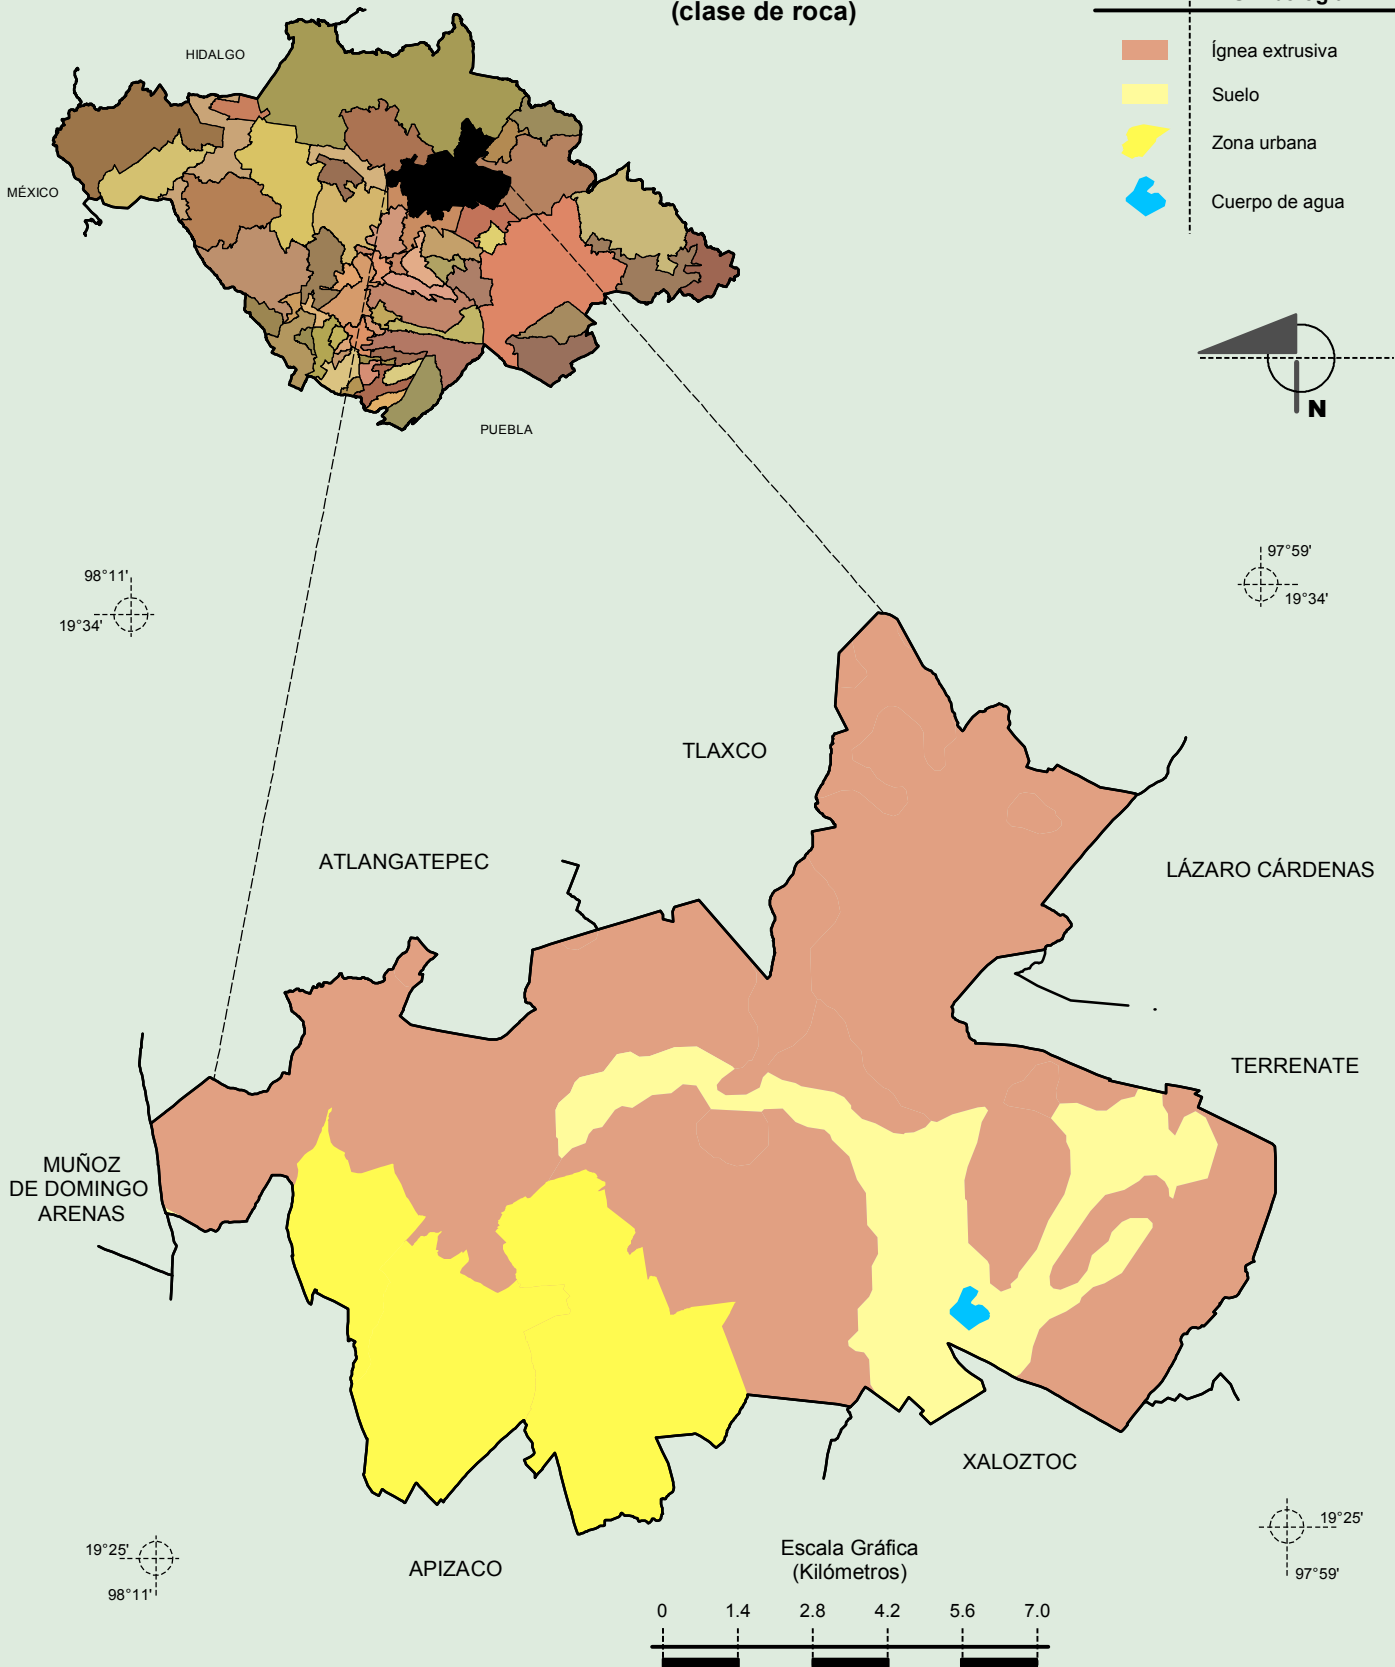 (clase de roca)
Ígnea extrusiva
Suelo
Zona urbana
Cuerpo de agua
HIDALGO
MÉXICO
PUEBLA
N
98°11'
19°34'
97°59'
19°34'
TLAXCO
ATLANGATEPEC
LÁZARO CÁRDENAS
TERRENATE
MUÑOZ
DE DOMINGO
ARENAS
XALOZTOC
APIZACO
19°25'
98°11'
19°25'
97°59'
Escala Gráfica
(Kilómetros)
0 1.4 2.8 4.2 5.6 7.0